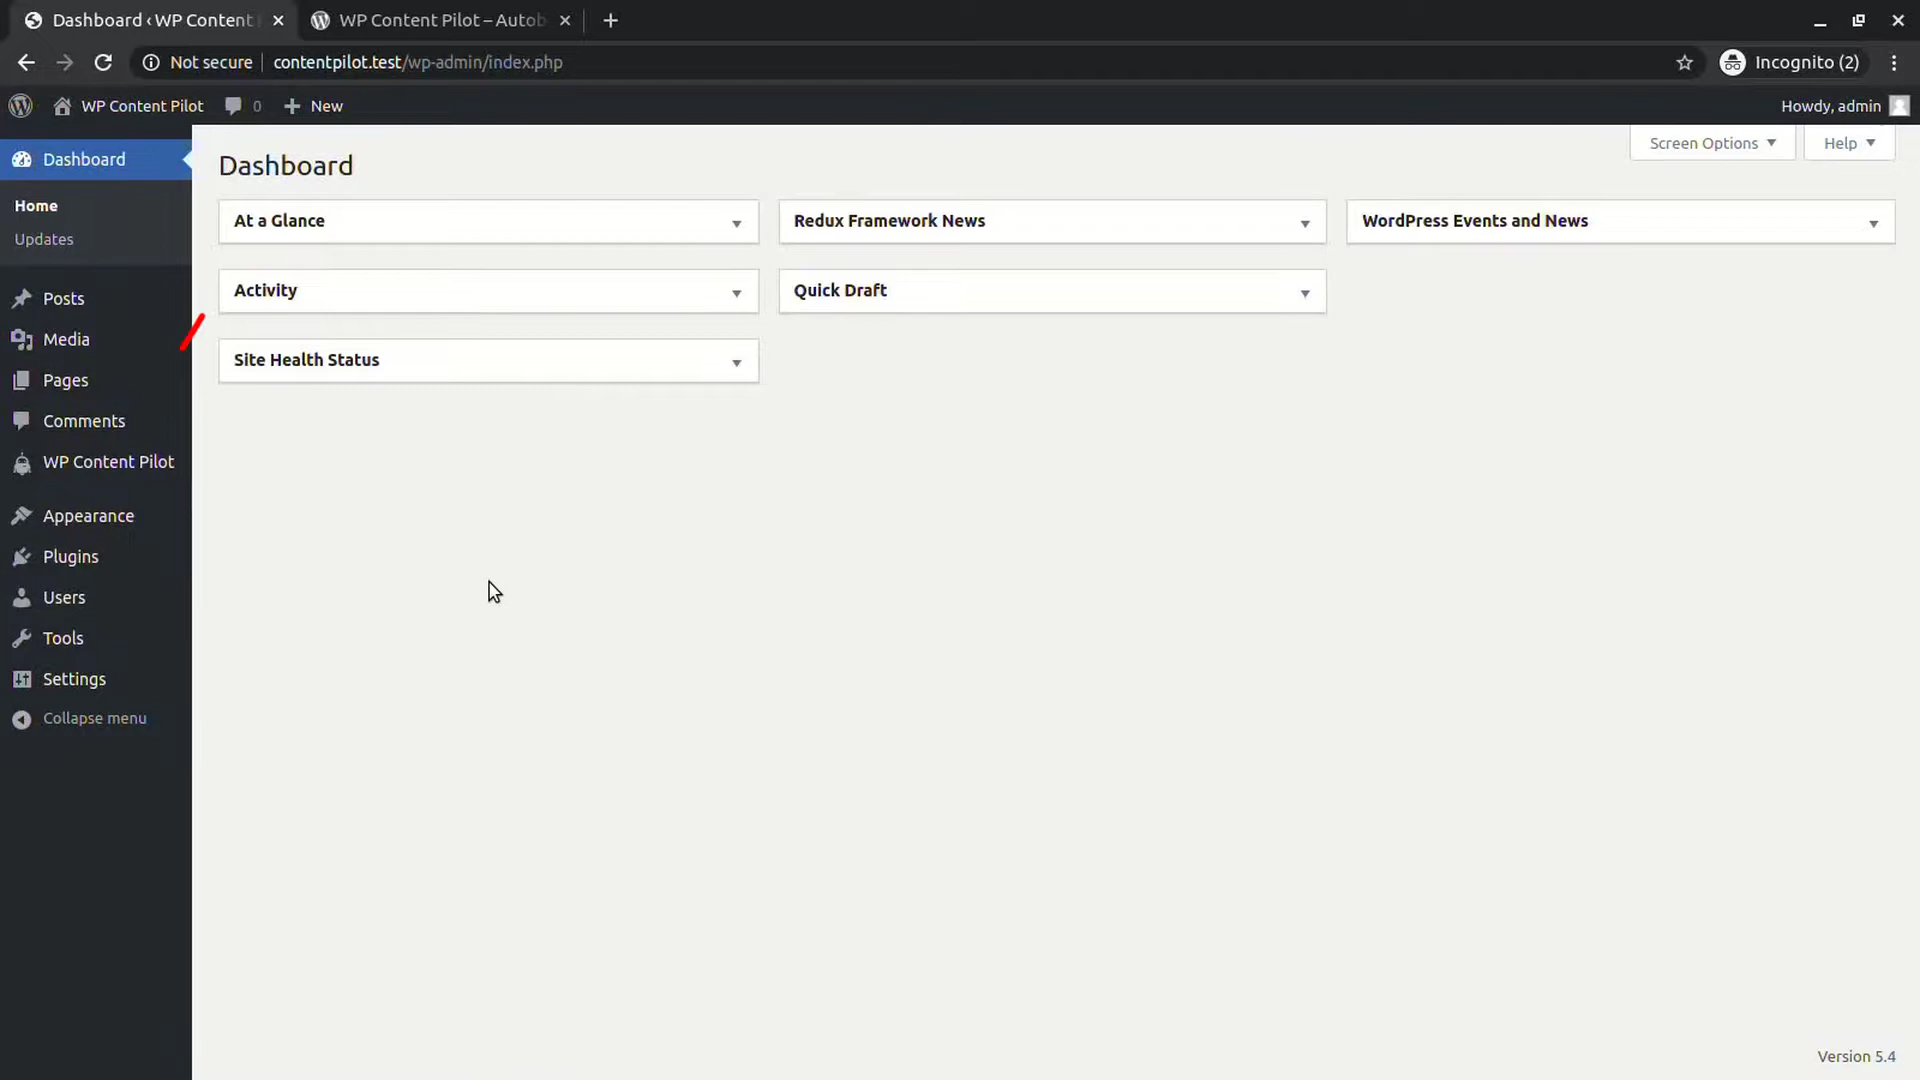 Dashboard ‹ WP Content
WP Content Pilot – Autob
Not secure
contentpilot.test/wp-admin/index.php
Incognito (2)
WP Content Pilot
0
New
Howdy, admin
Dashboard
Home
Updates
Posts
Media
Pages
Comments
WP Content Pilot
Appearance
Plugins
Users
Tools
Settings
Collapse menu
Screen Options
Help
Dashboard
At a Glance
Redux Framework News
WordPress Events and News
Activity
Quick Draft
Site Health Status
Version 5.4